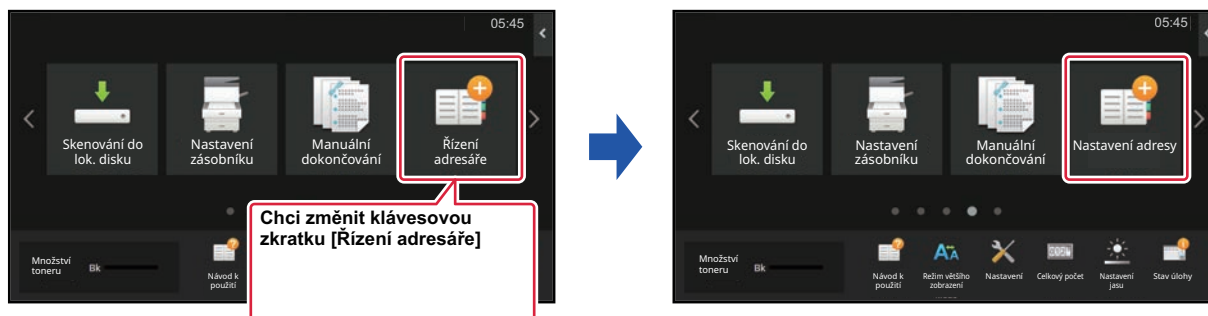 05:45
Skenování do
lok. disku
Nastavení
zásobníku
Manuální
dokončování
Řízení
adresáře
Chci změnit klávesovou
zkratku [Řízení adresáře]
Množství
toneru
Bk
Návod k
použití
05:45
Skenování do
lok. disku
Nastavení
zásobníku
Manuální
dokončování
Nastavení adresy
Množství
toneru
Bk
Návod k
použití
Režim většího
zobrazení
Nastavení
Celkový počet
Nastavení
jasu
Stav úlohy